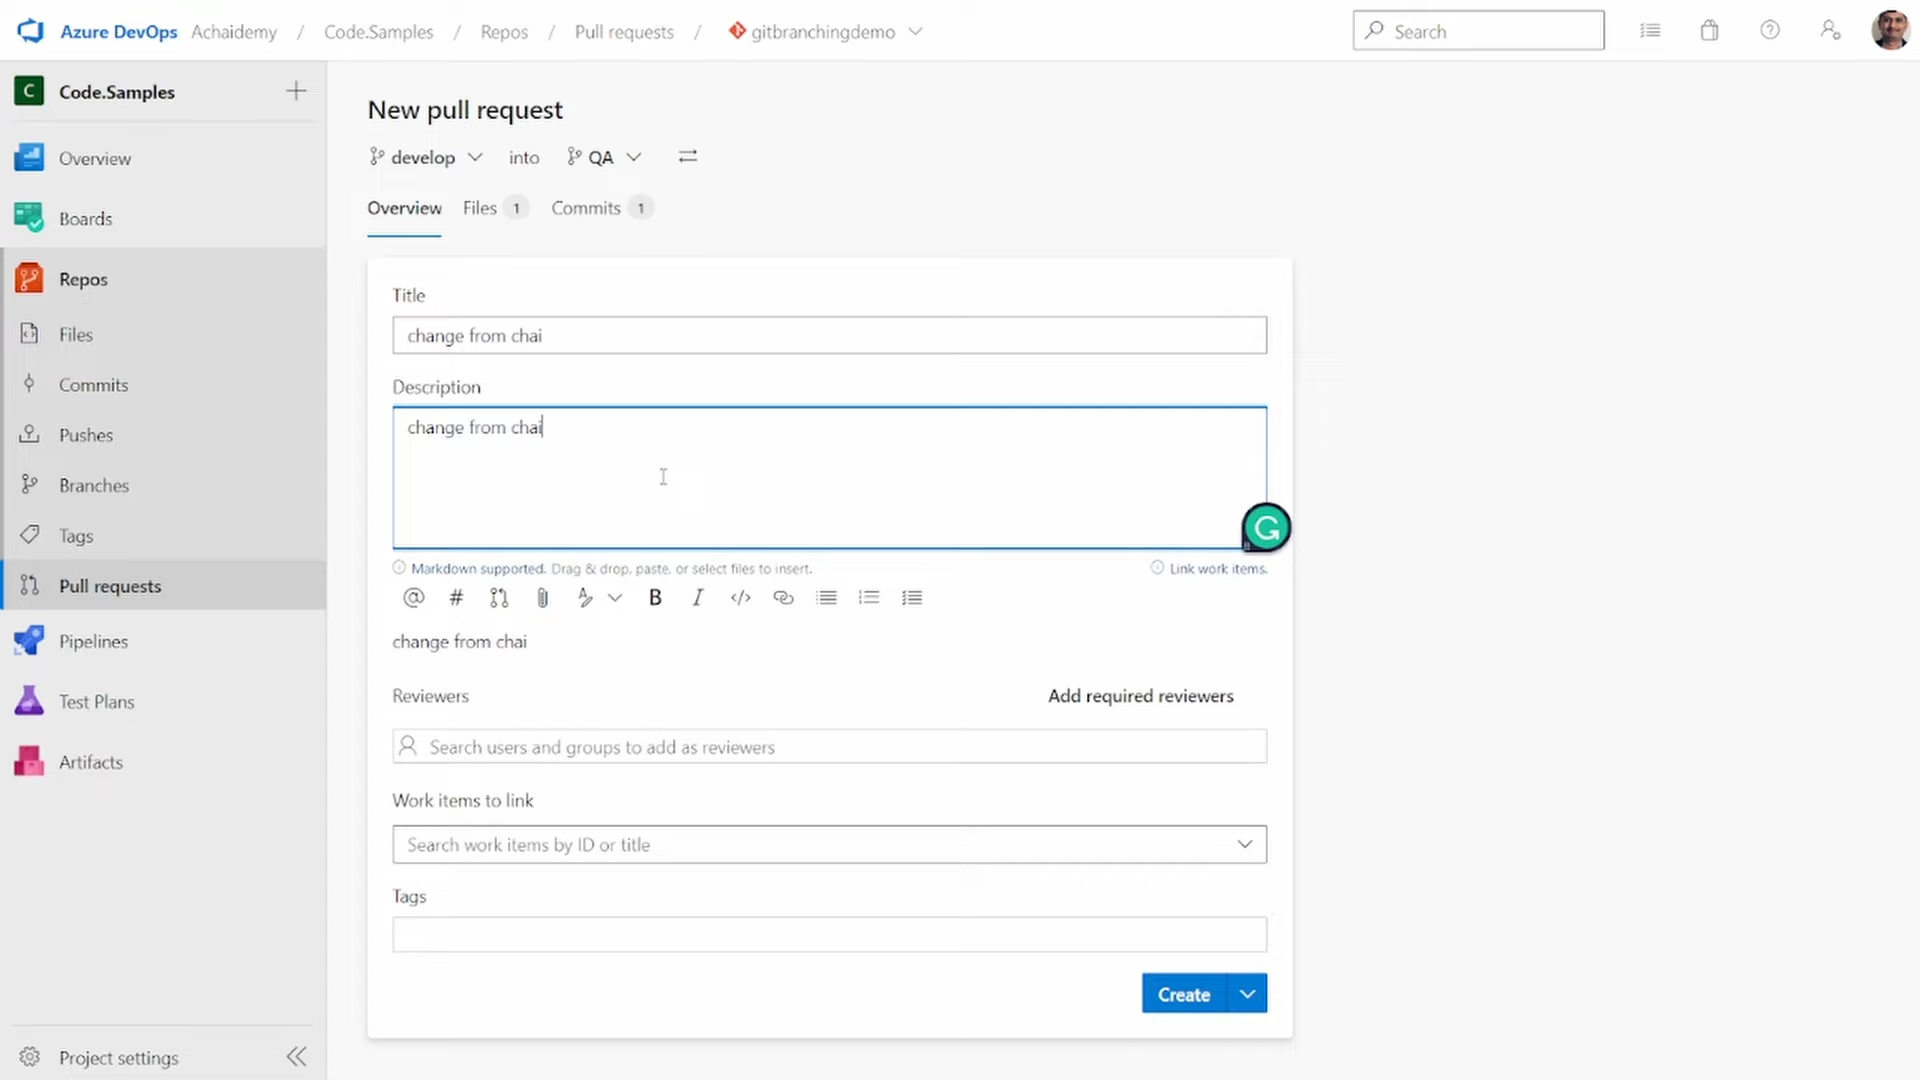 Azure DevOps Achaidemy / Code.Samples / Repos / Pull requests / gitbranchingdemo
Search
C Code.Samples
Overview
Boards
Repos
Files
Commits
Pushes
Branches
Tags
Pull requests
Pipelines
Test Plans
Artifacts
Project settings
New pull request
develop into QA
Overview Files 1 Commits 1
Title
change from chai
Description
change from chai
Markdown supported. Drag & drop, paste, or select files to insert. Link work items.
change from chai
Reviewers Add required reviewers
Search users and groups to add as reviewers
Work items to link
Search work items by ID or title
Tags
Create